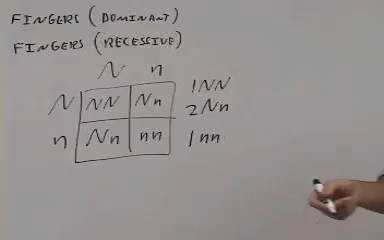 FINGERS (DOMINANT)
FINGERS (RECESSIVE)
N n
N NN Nn
n Nn nn
1NN
2Nn
1nn